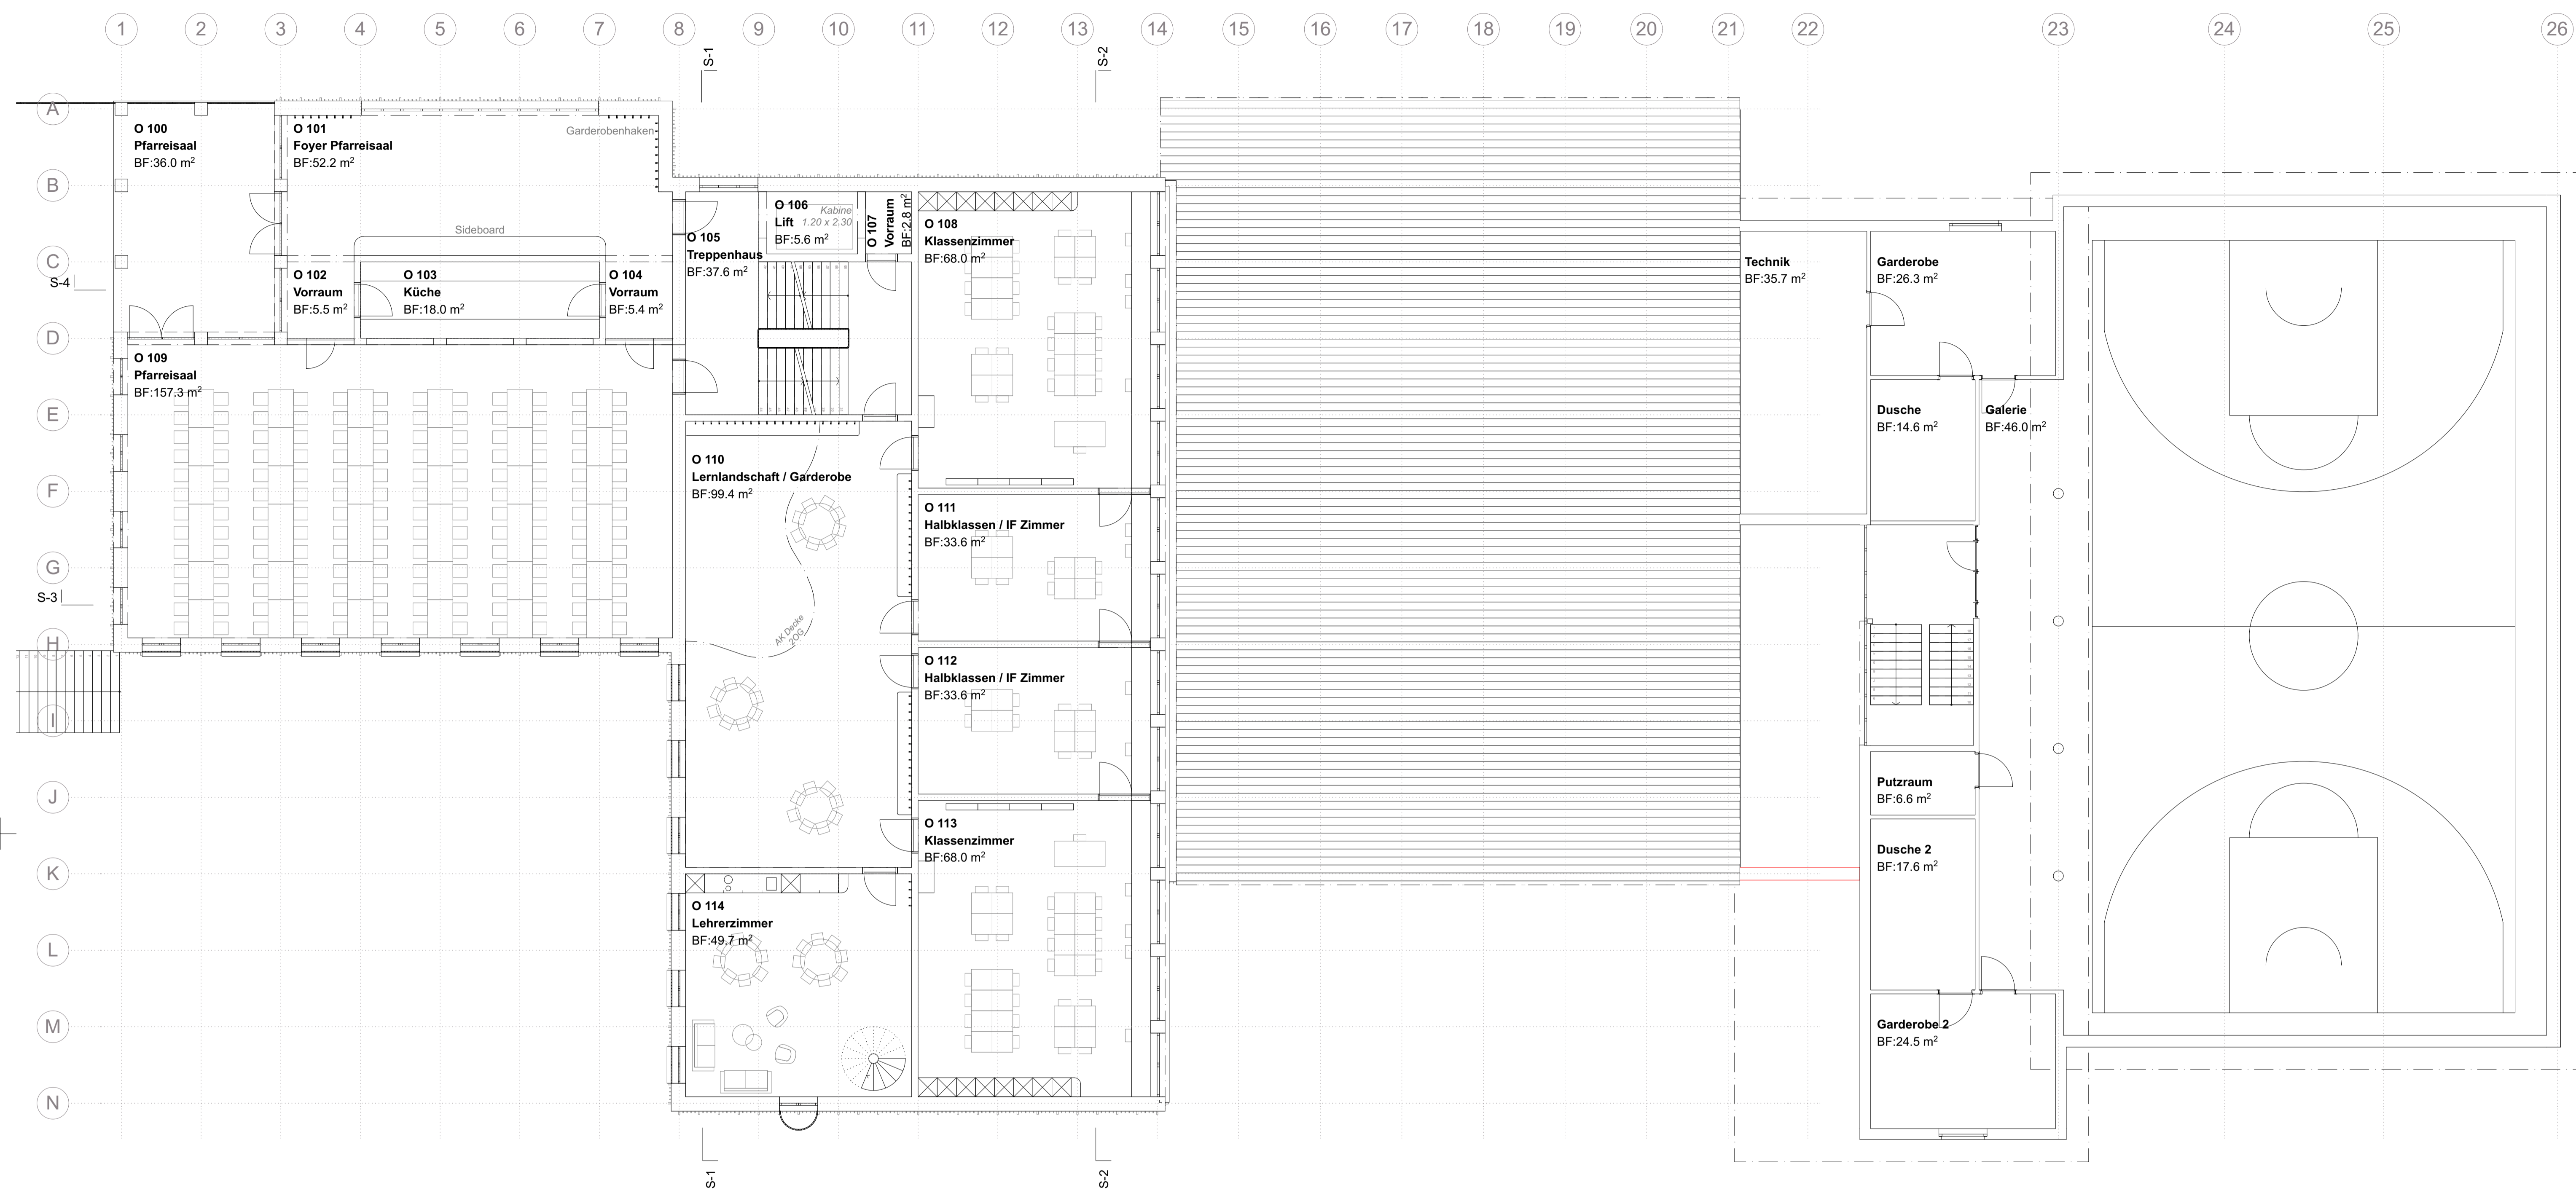 1 2 3 4 5 6 7 8 9 10 11 12 13 14 15 16 17 18 19 20 21 22 23 24 25 26
S-1
S-2
A
B
C
D
E
F
G
H
I
J
K
L
M
N
S-4
S-3
O 100
Pfarreisaal
BF:36.0 m²
O 101
Foyer Pfarreisaal
BF:52.2 m²
Garderobenhaken
Sideboard
O 102
Vorraum
BF:5.5 m²
O 103
Küche
BF:18.0 m²
O 104
Vorraum
BF:5.4 m²
O 105
Treppenhaus
BF:37.6 m²
O 106
Lift
BF:5.6 m²
Kabine
1.20 x 2.30
O 107
Vorraum
BF:2.8 m²
O 108
Klassenzimmer
BF:68.0 m²
O 109
Pfarreisaal
BF:157.3 m²
O 110
Lernlandschaft / Garderobe
BF:99.4 m²
AK Decke
2OG
O 111
Halbklassen / IF Zimmer
BF:33.6 m²
O 112
Halbklassen / IF Zimmer
BF:33.6 m²
O 113
Klassenzimmer
BF:68.0 m²
O 114
Lehrerzimmer
BF:49.7 m²
Technik
BF:35.7 m²
Garderobe
BF:26.3 m²
Dusche
BF:14.6 m²
Galerie
BF:46.0 m²
Putzraum
BF:6.6 m²
Dusche 2
BF:17.6 m²
Garderobe 2
BF:24.5 m²
S-1
S-2